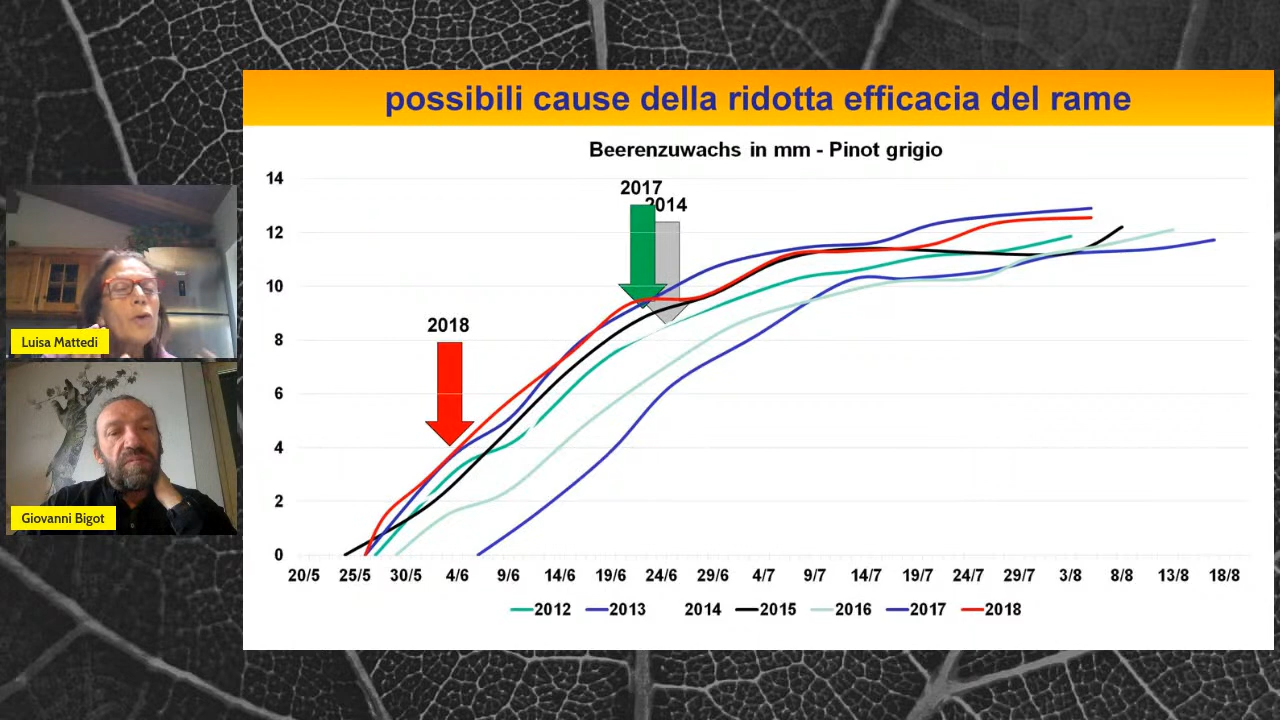 possibili cause della ridotta efficacia del rame
Beerenzuwachs in mm - Pinot grigio
14
12
10
8
6
4
2
0
2017
2014
2018
20/5 25/5 30/5 4/6 9/6 14/6 19/6 24/6 29/6 4/7 9/7 14/7 19/7 24/7 29/7 3/8 8/8 13/8 18/8
2012 2013 2014 2015 2016 2017 2018
Luisa Mattedi
Giovanni Bigot